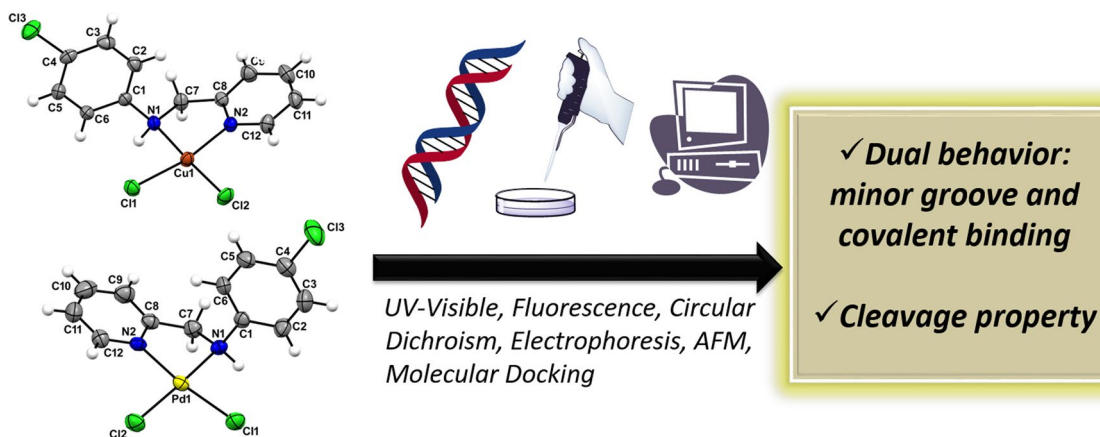 Cl3
C3
C2
C4
C1
C5
C6
C7
C8
C9
C10
N1
N2
C11
C12
Cu1
Cl1
Cl2
Cl3
C4
C5
C3
C6
C2
C1
C10
C9
C8
C7
N1
C11
N2
C12
Pd1
Cl2
Cl1
UV-Visible, Fluorescence, Circular
Dichroism, Electrophoresis, AFM,
Molecular Docking
✓Dual behavior:
minor groove and
covalent binding
✓Cleavage property